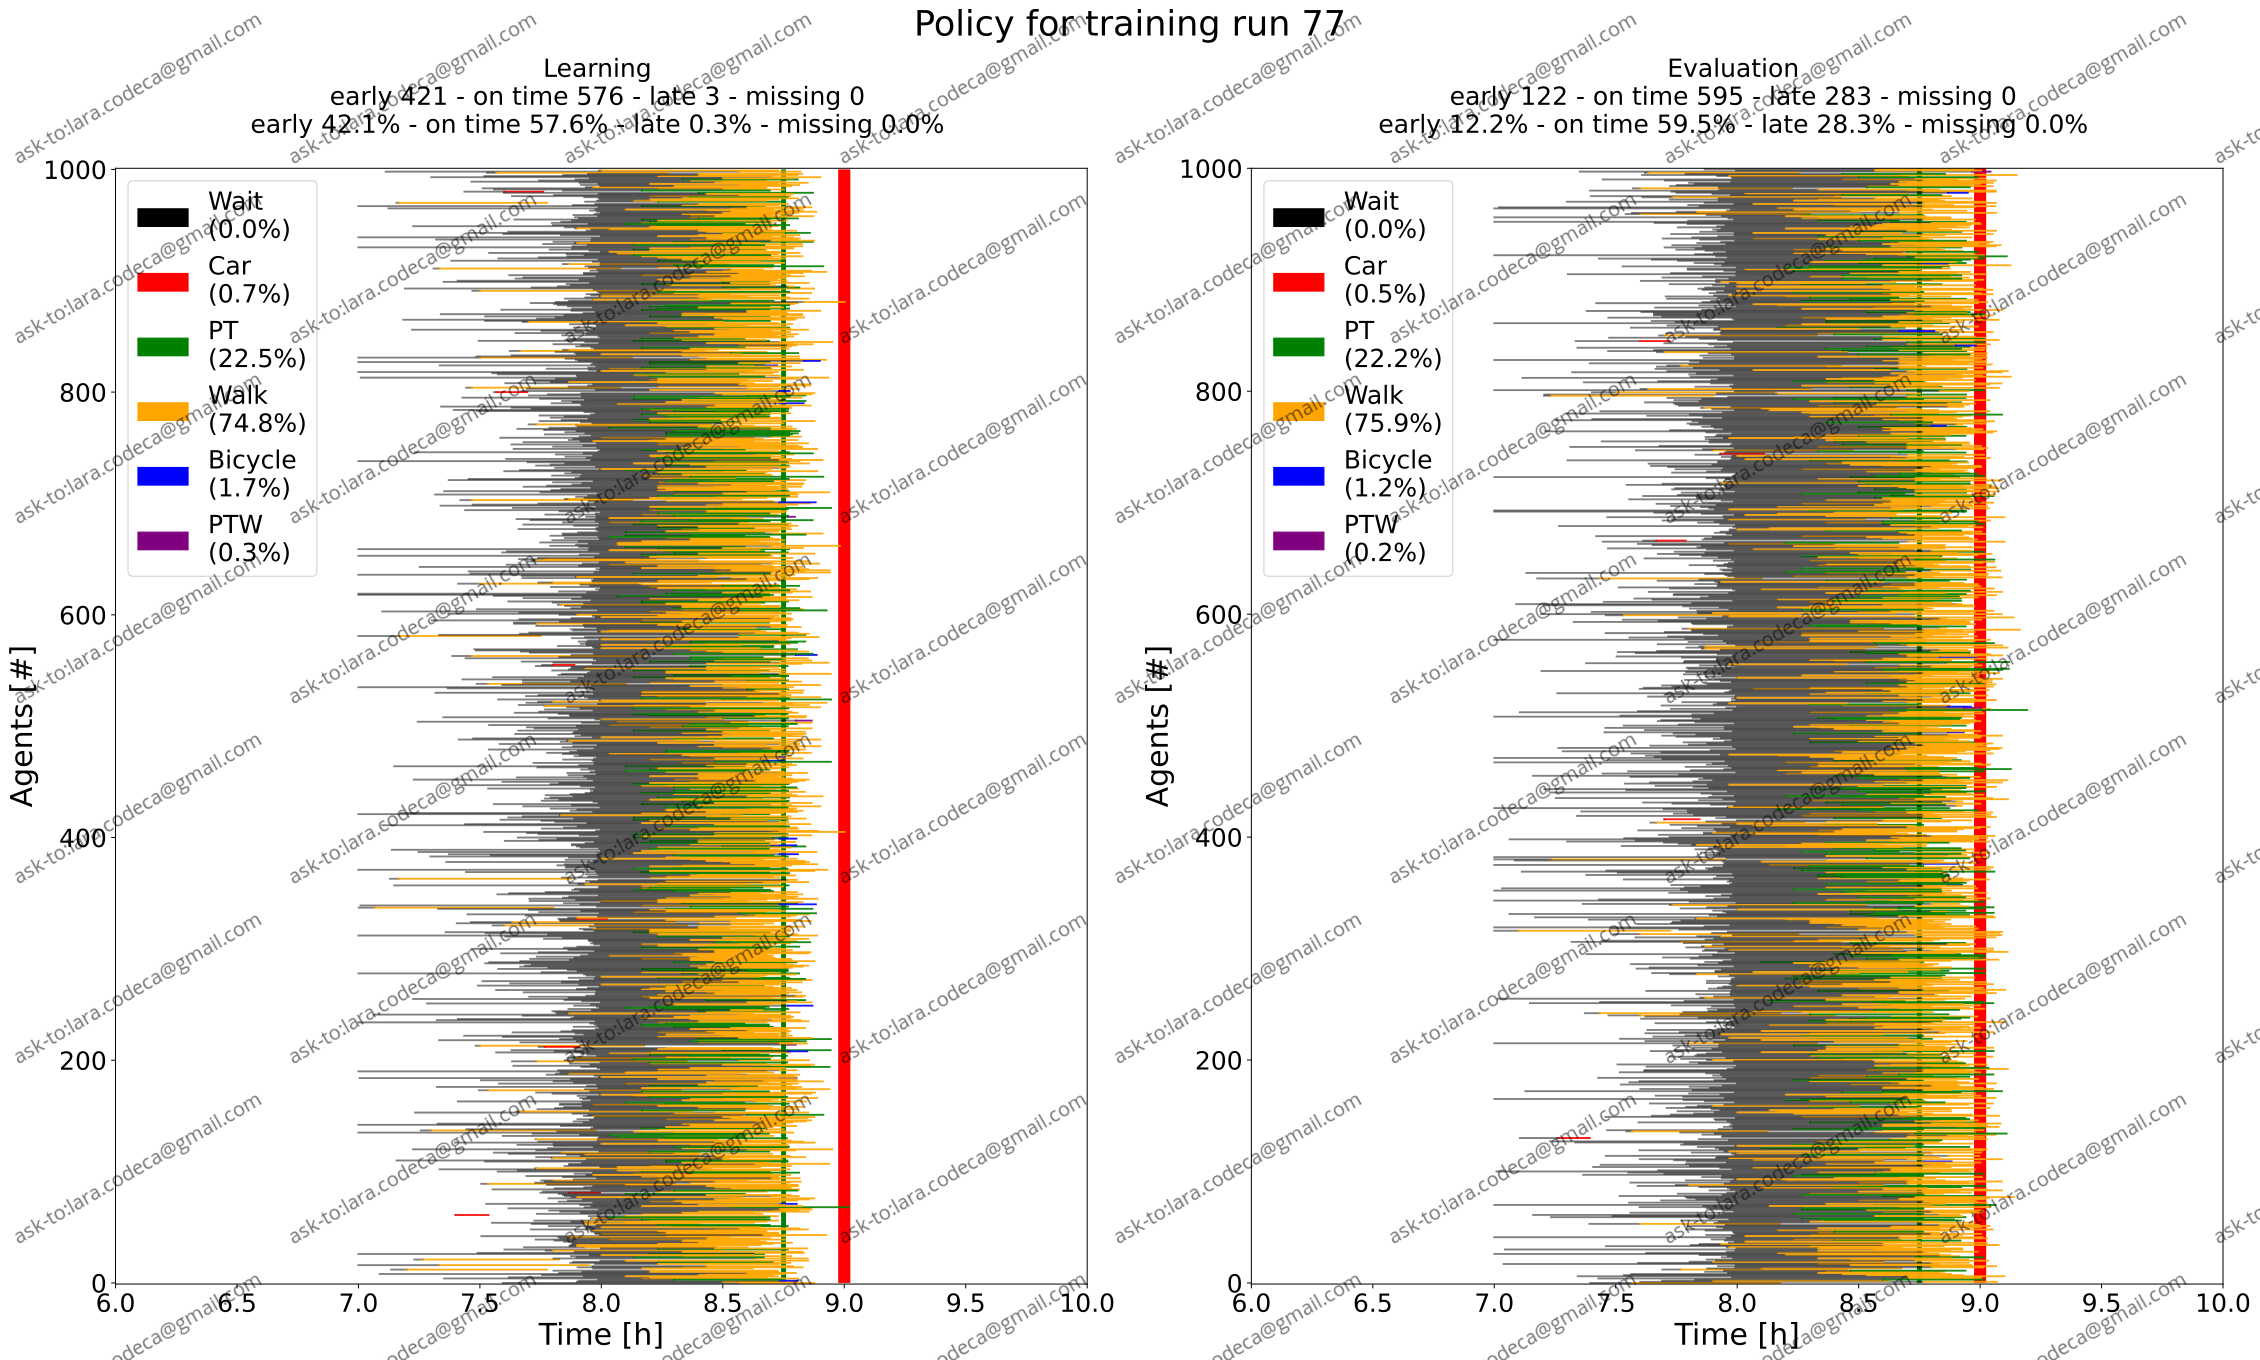 Policy for training run 77
Learning
early 421 - on time 576 - late 3 - missing 0
early 42.1% - on time 57.6% - late 0.3% - missing 0.0%
1000
800
600
400
200
0
Agents [#]
Wait
(0.0%)
Car
(0.7%)
PT
(22.5%)
Walk
(74.8%)
Bicycle
(1.7%)
PTW
(0.3%)
6.0 6.5 7.0 7.5 8.0 8.5 9.0 9.5 10.0
Time [h]
Evaluation
early 122 - on time 595 - late 283 - missing 0
early 12.2% - on time 59.5% - late 28.3% - missing 0.0%
1000
800
600
400
200
0
Agents [#]
Wait
(0.0%)
Car
(0.5%)
PT
(22.2%)
Walk
(75.9%)
Bicycle
(1.2%)
PTW
(0.2%)
6.0 6.5 7.0 7.5 8.0 8.5 9.0 9.5 10.0
Time [h]
ask-to:lara.codeca@gmail.com